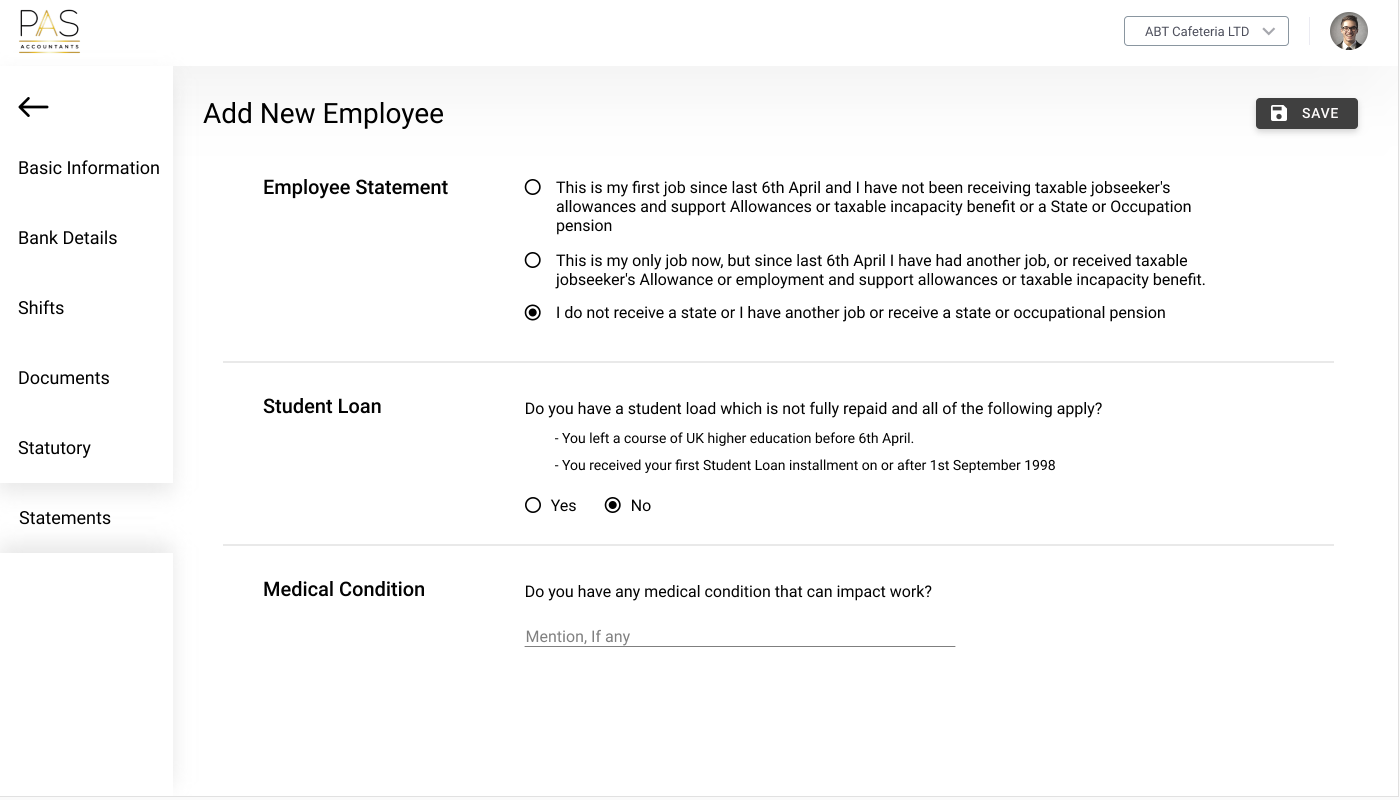 PAS
ACCOUNTANTS
ABT Cafeteria LTD
Add New Employee
SAVE
Basic Information
Bank Details
Shifts
Documents
Statutory
Statements
Employee Statement
This is my first job since last 6th April and I have not been receiving taxable jobseeker's
allowances and support Allowances or taxable incapacity benefit or a State or Occupation
pension
This is my only job now, but since last 6th April I have had another job, or received taxable
jobseeker's Allowance or employment and support allowances or taxable incapacity benefit.
I do not receive a state or I have another job or receive a state or occupational pension
Student Loan
Do you have a student load which is not fully repaid and all of the following apply?
- You left a course of UK higher education before 6th April.
- You received your first Student Loan installment on or after 1st September 1998
Yes
No
Medical Condition
Do you have any medical condition that can impact work?
Mention, If any